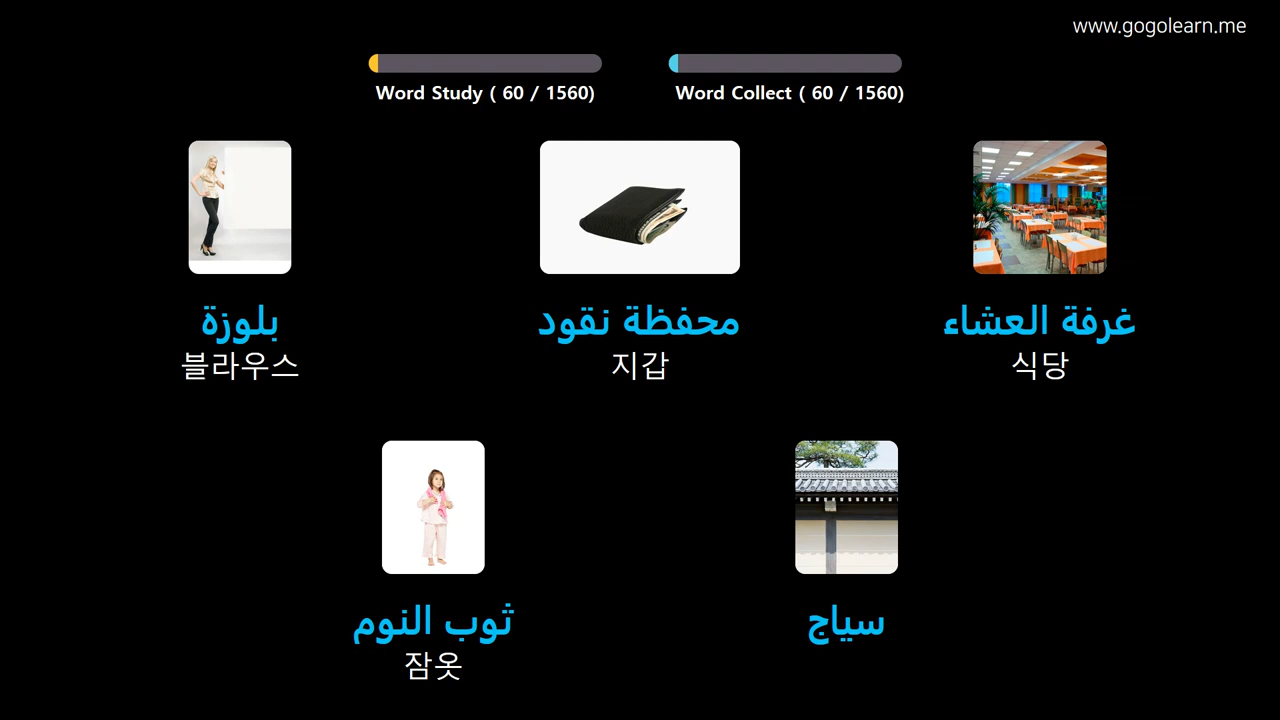 www.gogolearn.me
Word Study ( 60 / 1560)
Word Collect ( 60 / 1560)
بلوزة
블라우스
محفظة نقود
지갑
غرفة العشاء
식당
ثوب النوم
잠옷
سياج